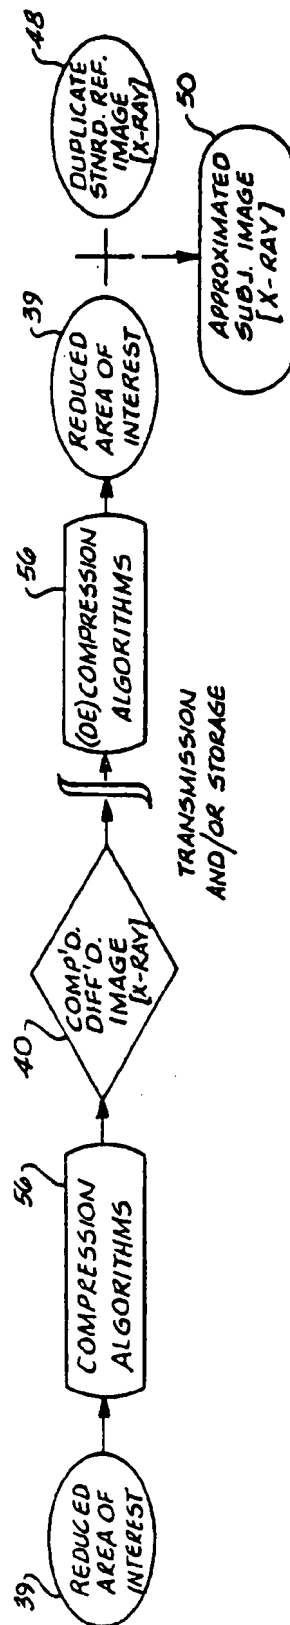 39
REDUCED
AREA OF
INTEREST
56
COMPRESSION
ALGORITHMS
40
COMP'D.
DIFF'D.
IMAGE
[X-RAY]
TRANSMISSION
AND/OR STORAGE
56
(DE)COMPRESSION
ALGORITHMS
39
REDUCED
AREA OF
INTEREST
48
DUPLICATE
STNRD. REF.
IMAGE
[X-RAY]
50
APPROXIMATED
SUBJ. IMAGE
[X-RAY]